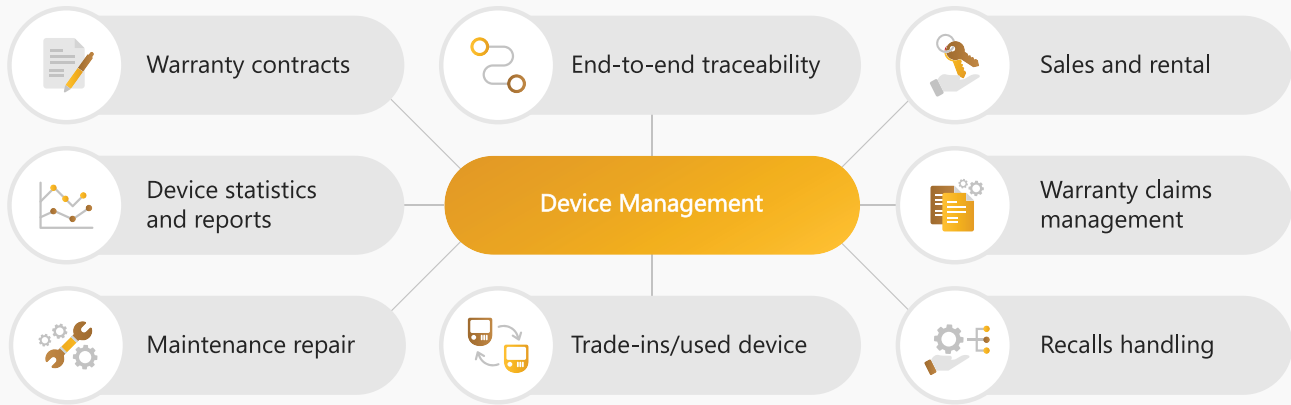 Warranty contracts
End-to-end traceability
Sales and rental
Device statistics
and reports
Device Management
Warranty claims
management
Maintenance repair
Trade-ins/used device
Recalls handling